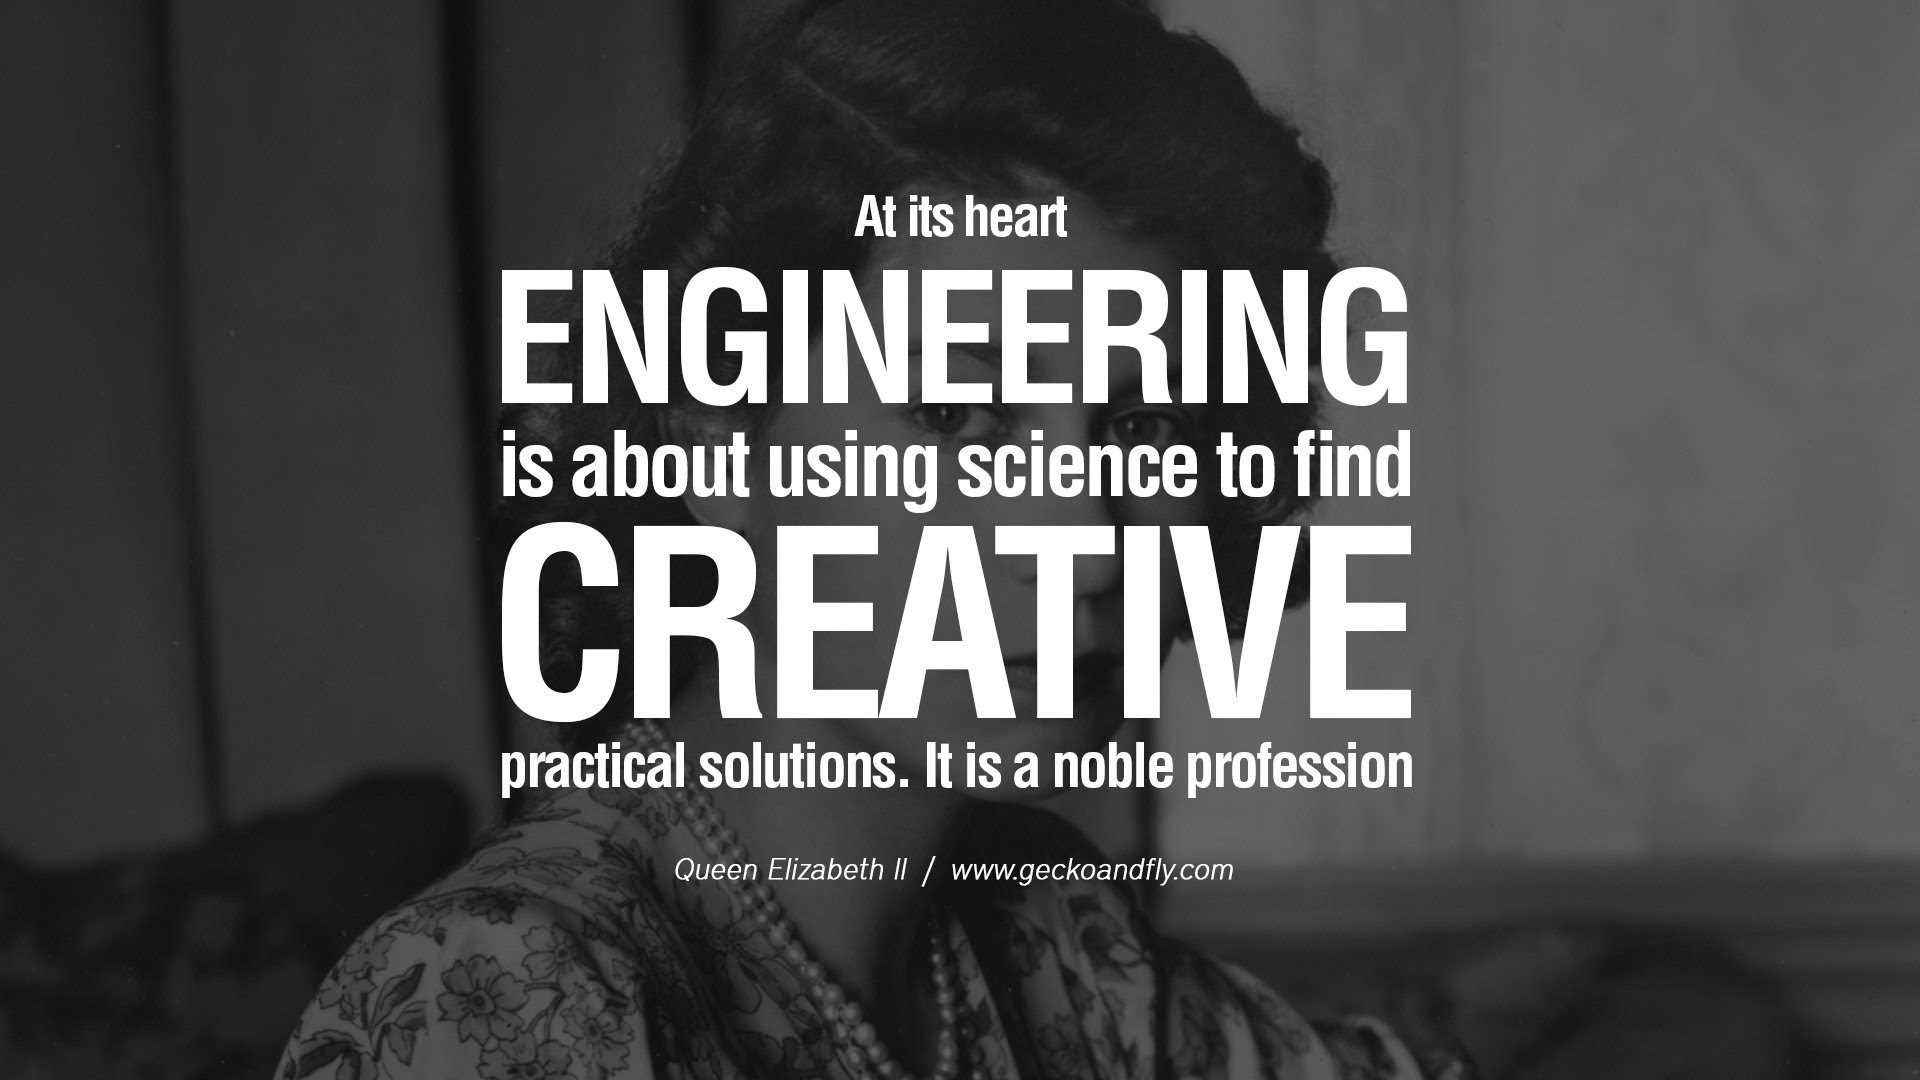 At its heart
ENGINEERING
is about using science to find
CREATIVE
practical solutions. It is a noble profession
Queen Elizabeth II / www.geckoandfly.com